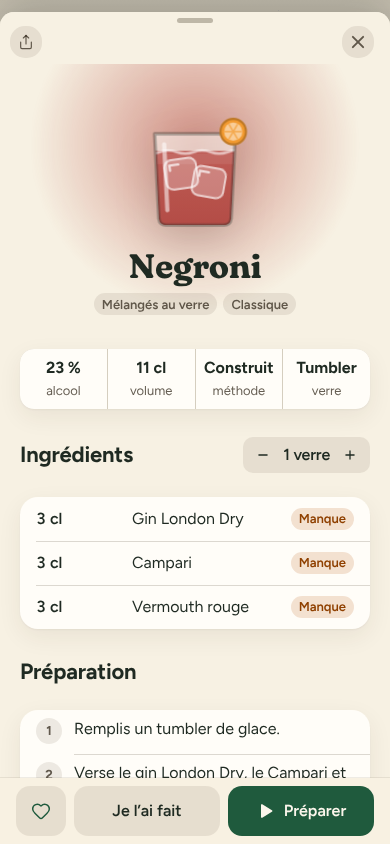 Negroni
Mélangés au verre Classique
23 % 11 cl Construit Tumbler
alcool volume méthode verre
Ingrédients − 1 verre +
3 cl Gin London Dry Manque
3 cl Campari Manque
3 cl Vermouth rouge Manque
Préparation
1 Remplis un tumbler de glace.
2 Verse le gin London Dry, le Campari et
Je l’ai fait Préparer